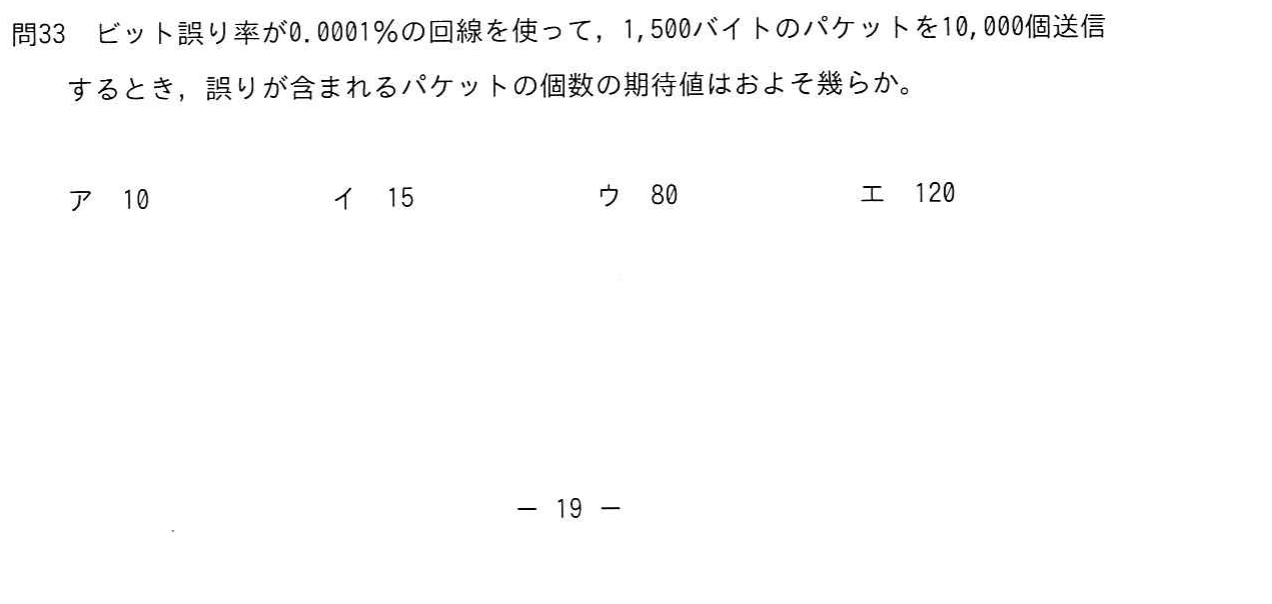 問33　ビット誤り率が0.0001％の回線を使って，1,500バイトのパケットを10,000個送信
するとき，誤りが含まれるパケットの個数の期待値はおよそ幾らか。
ア　10　イ　15　ウ　80　エ　120
－ 19 －